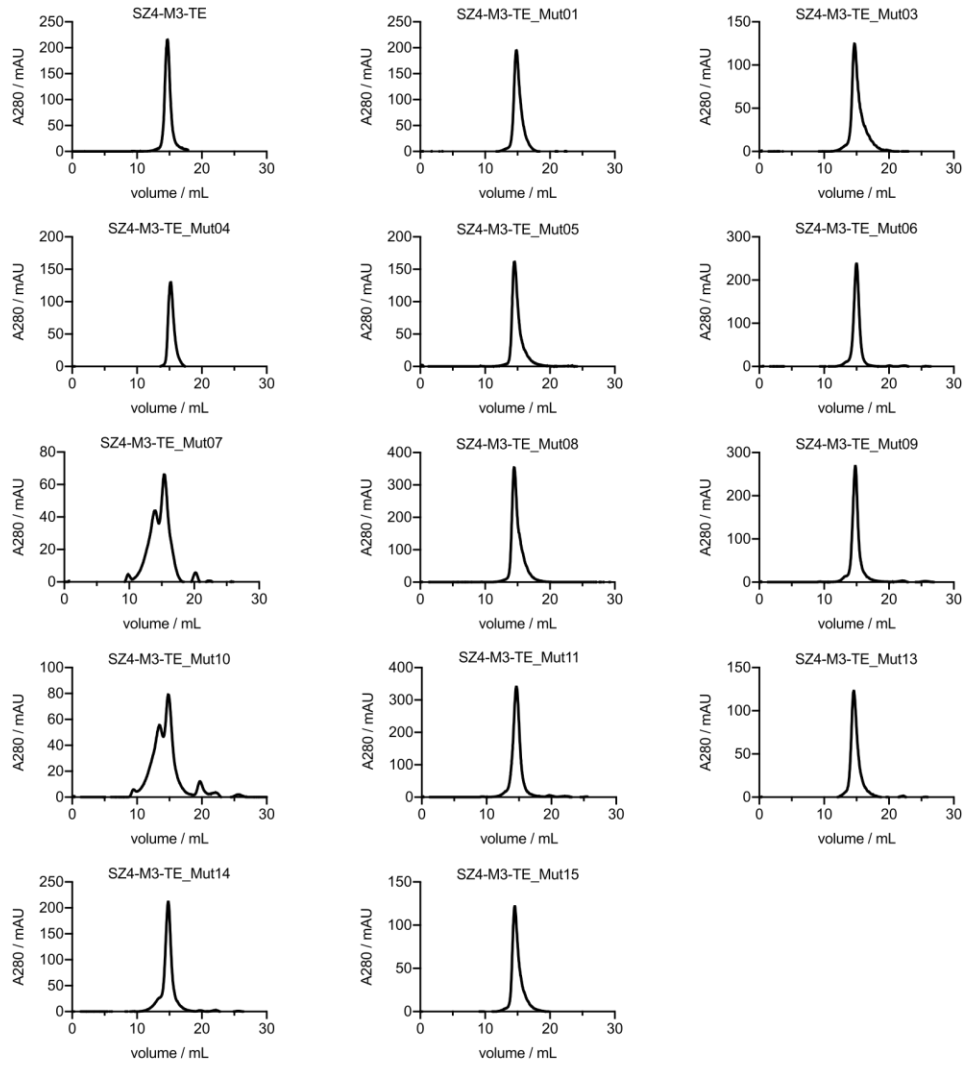 SZ4-M3-TE
A280 / mAU
250
200
150
100
50
0
0 10 20 30
volume / mL
SZ4-M3-TE_Mut01
A280 / mAU
250
200
150
100
50
0
0 10 20 30
volume / mL
SZ4-M3-TE_Mut03
A280 / mAU
150
100
50
0
0 10 20 30
volume / mL
SZ4-M3-TE_Mut04
A280 / mAU
200
150
100
50
0
0 10 20 30
volume / mL
SZ4-M3-TE_Mut05
A280 / mAU
200
150
100
50
0
0 10 20 30
volume / mL
SZ4-M3-TE_Mut06
A280 / mAU
300
200
100
0
0 10 20 30
volume / mL
SZ4-M3-TE_Mut07
A280 / mAU
80
60
40
20
0
0 10 20 30
volume / mL
SZ4-M3-TE_Mut08
A280 / mAU
400
300
200
100
0
0 10 20 30
volume / mL
SZ4-M3-TE_Mut09
A280 / mAU
300
200
100
0
0 10 20 30
volume / mL
SZ4-M3-TE_Mut10
A280 / mAU
100
80
60
40
20
0
0 10 20 30
volume / mL
SZ4-M3-TE_Mut11
A280 / mAU
400
300
200
100
0
0 10 20 30
volume / mL
SZ4-M3-TE_Mut13
A280 / mAU
150
100
50
0
0 10 20 30
volume / mL
SZ4-M3-TE_Mut14
A280 / mAU
250
200
150
100
50
0
0 10 20 30
volume / mL
SZ4-M3-TE_Mut15
A280 / mAU
150
100
50
0
0 10 20 30
volume / mL